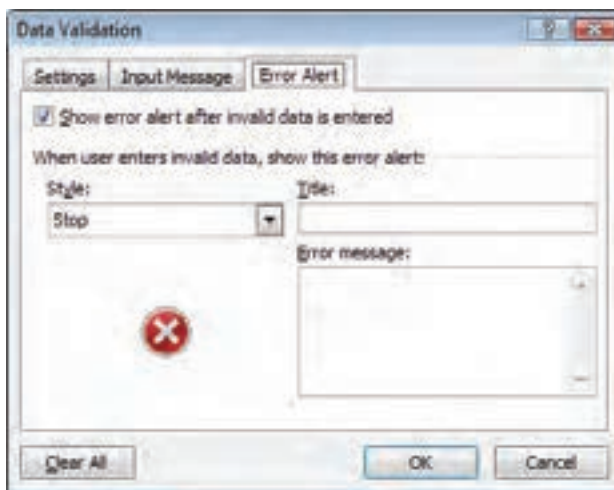 Data Validation
Settings Input Message Error Alert
Show error alert after invalid data is entered
When user enters invalid data, show this error alert:
Style: Title:
Stop
Error message:
Clear All OK Cancel